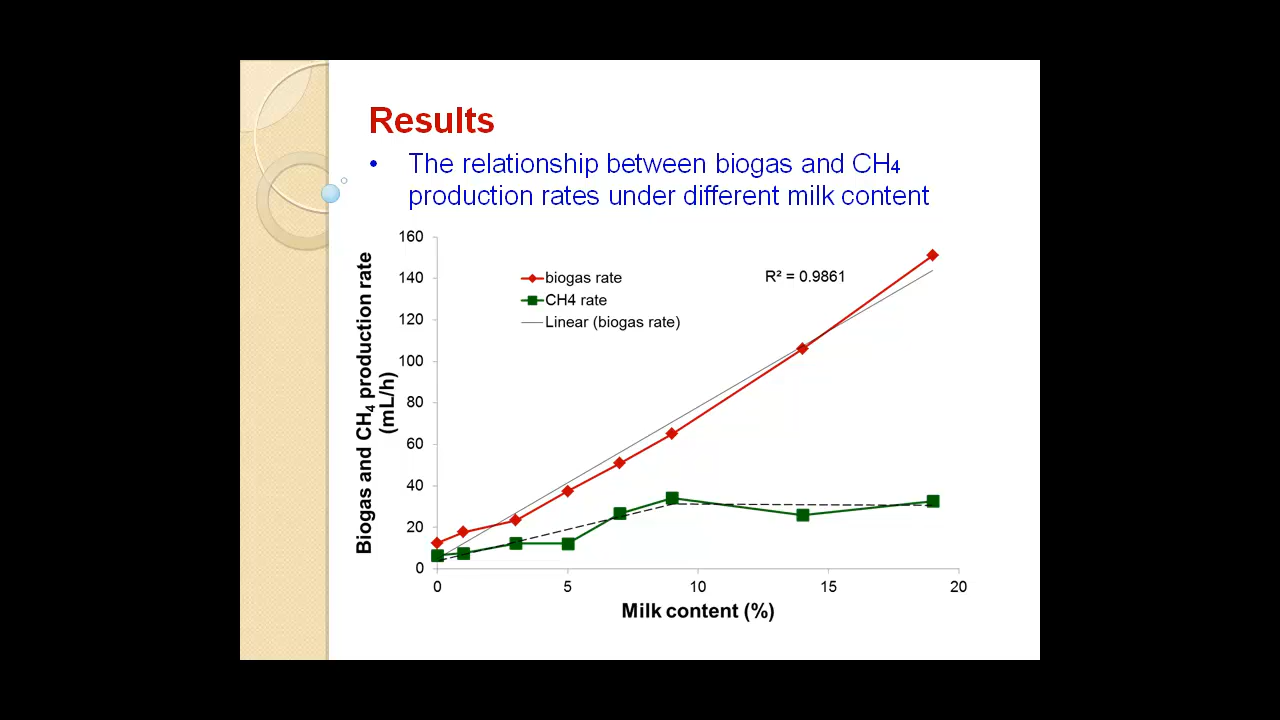 Results
• The relationship between biogas and CH4
production rates under different milk content
Biogas and CH4 production rate
(mL/h)
160
140
120
100
80
60
40
20
0
biogas rate
CH4 rate
Linear (biogas rate)
R² = 0.9861
0 5 10 15 20
Milk content (%)